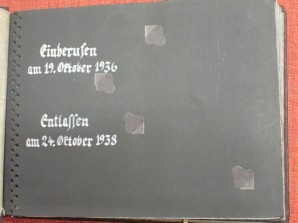 Einberufen
am 19. Oktober 1936
Entlassen
am 24. Oktober 1938